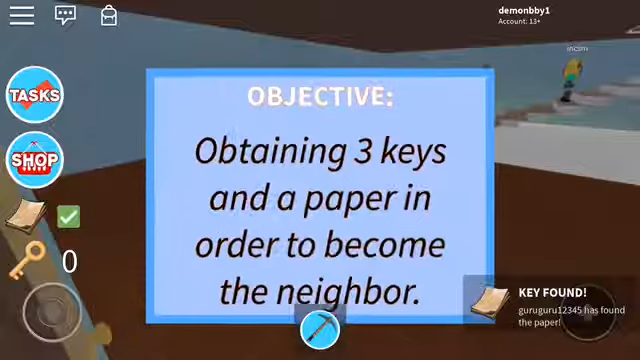 demonbby1
Account: 13+
TASKS
OBJECTIVE:
Obtaining 3 keys
and a paper in
order to become
the neighbor.
SHOP
0
KEY FOUND!
guruguru12345 has found
the paper!